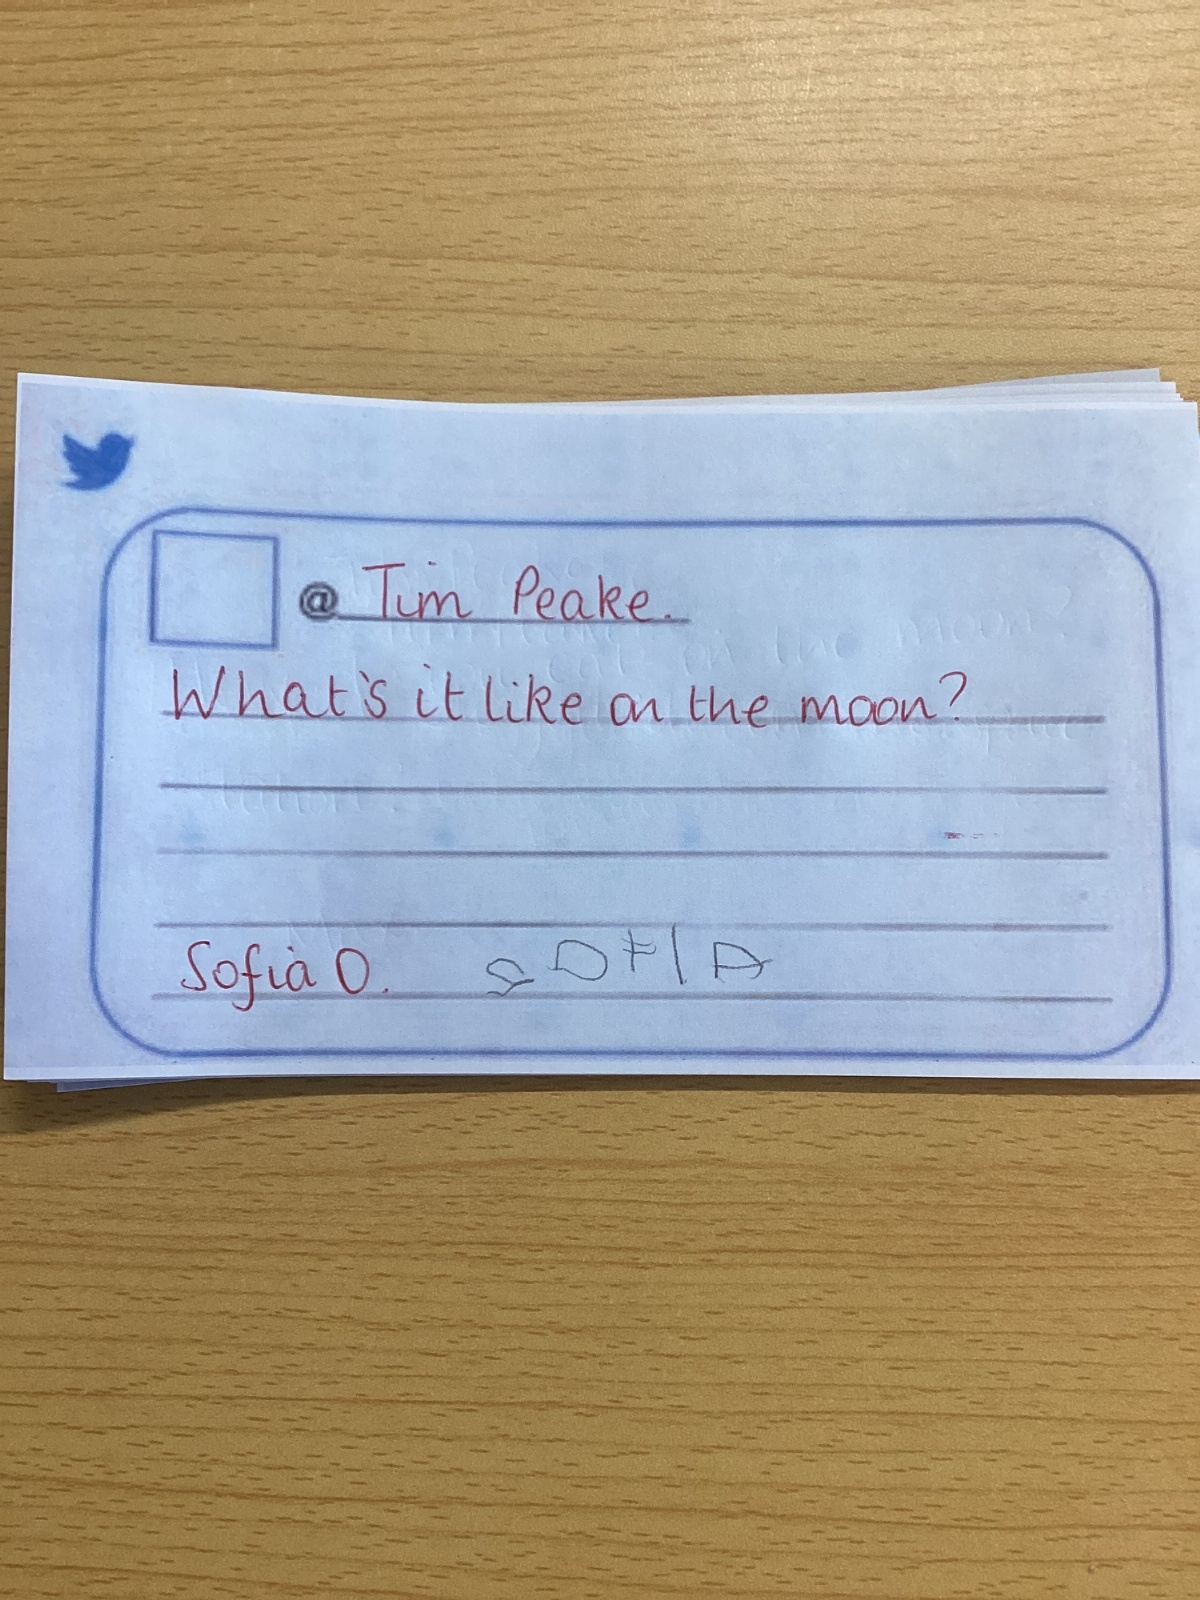 @ Tim Peake.
What's it like on the moon?
Sofia O. SOFIA